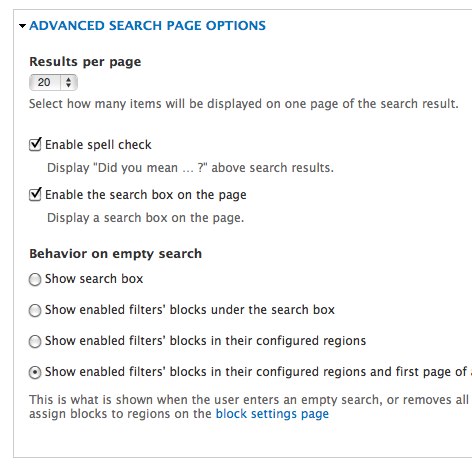 ADVANCED SEARCH PAGE OPTIONS
Results per page
20
Select how many items will be displayed on one page of the search result.
Enable spell check
Display "Did you mean ... ?" above search results.
Enable the search box on the page
Display a search box on the page.
Behavior on empty search
Show search box
Show enabled filters' blocks under the search box
Show enabled filters' blocks in their configured regions
Show enabled filters' blocks in their configured regions and first page of
This is what is shown when the user enters an empty search, or removes all
assign blocks to regions on the block settings page